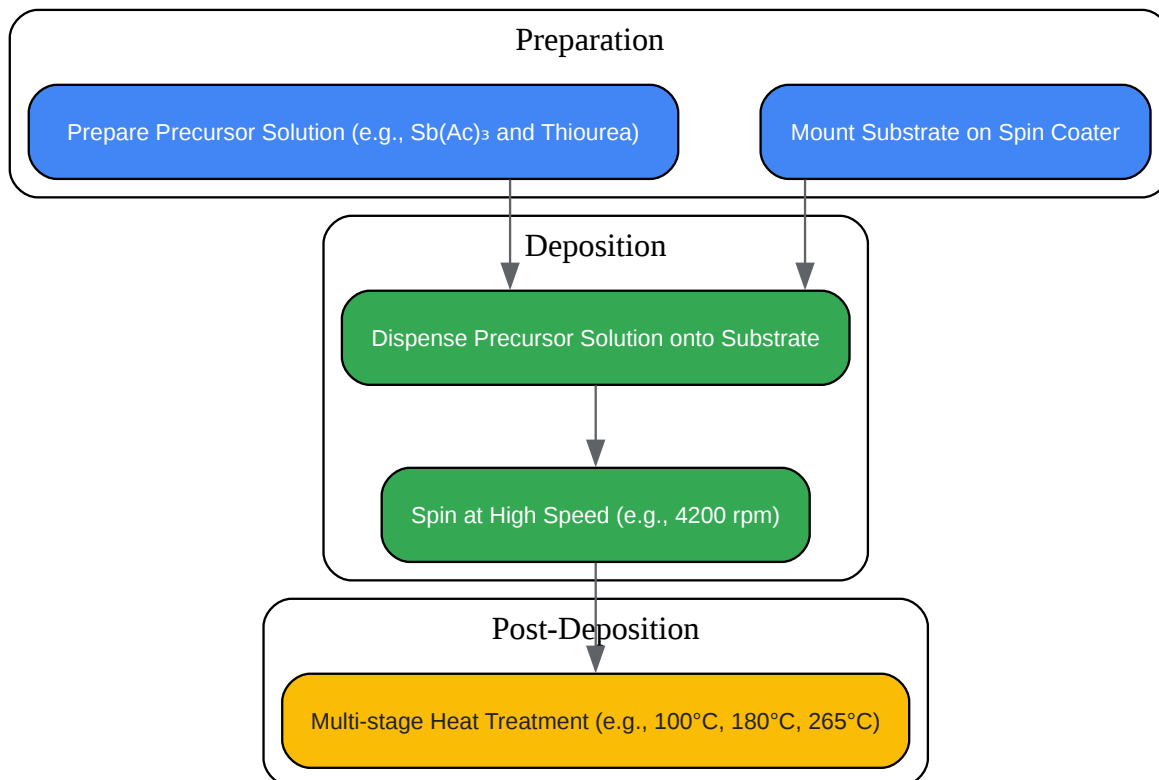 Preparation
Prepare Precursor Solution (e.g., Sb(Ac)₃ and Thiourea)
Mount Substrate on Spin Coater
Deposition
Dispense Precursor Solution onto Substrate
Spin at High Speed (e.g., 4200 rpm)
Post-Deposition
Multi-stage Heat Treatment (e.g., 100°C, 180°C, 265°C)